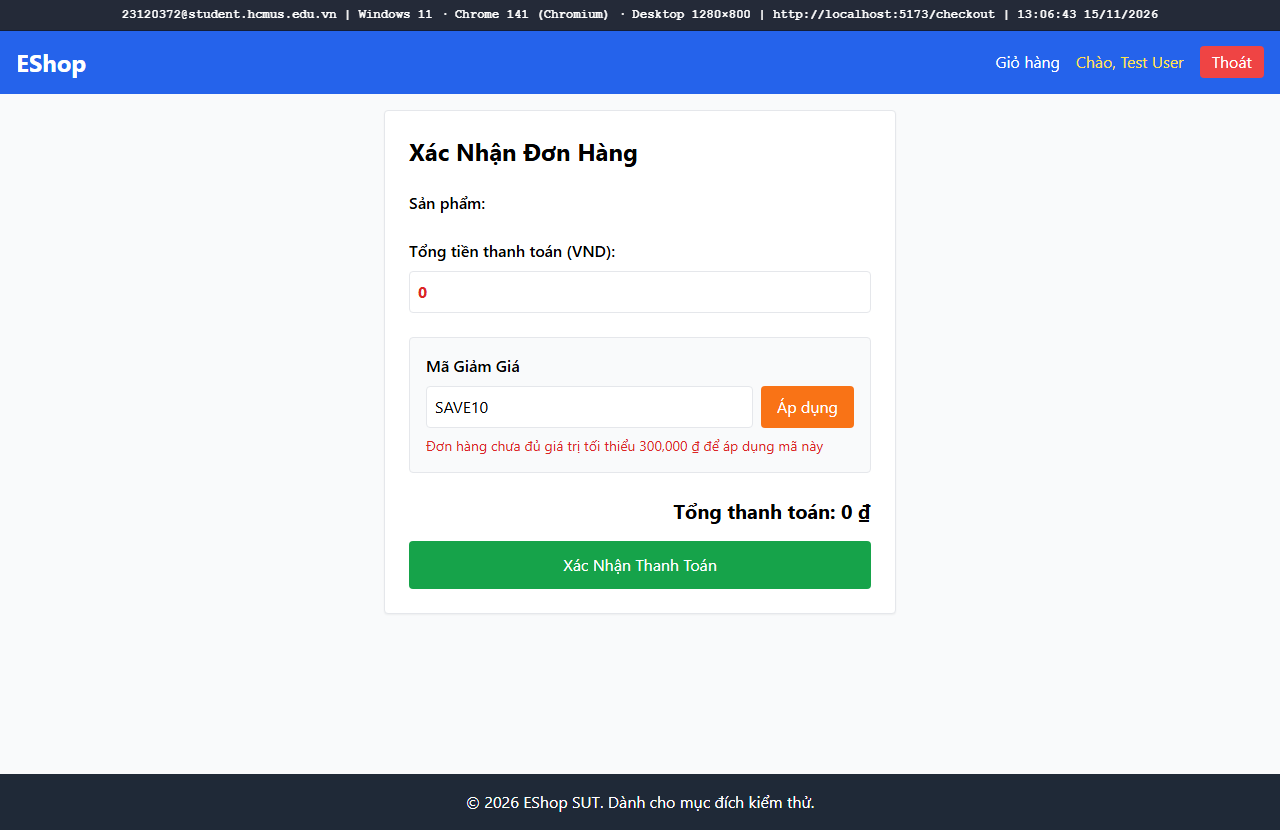 23120372@student.hcmus.edu.vn | Windows 11 · Chrome 141 (Chromium) · Desktop 1280×800 | http://localhost:5173/checkout | 13:06:43 15/11/2026
EShop
Giỏ hàng Chào, Test User Thoát
Xác Nhận Đơn Hàng
Sản phẩm:
Tổng tiền thanh toán (VND):
0
Mã Giảm Giá
SAVE10 Áp dụng
Đơn hàng chưa đủ giá trị tối thiểu 300,000 ₫ để áp dụng mã này
Tổng thanh toán: 0 ₫
Xác Nhận Thanh Toán
© 2026 EShop SUT. Dành cho mục đích kiểm thử.